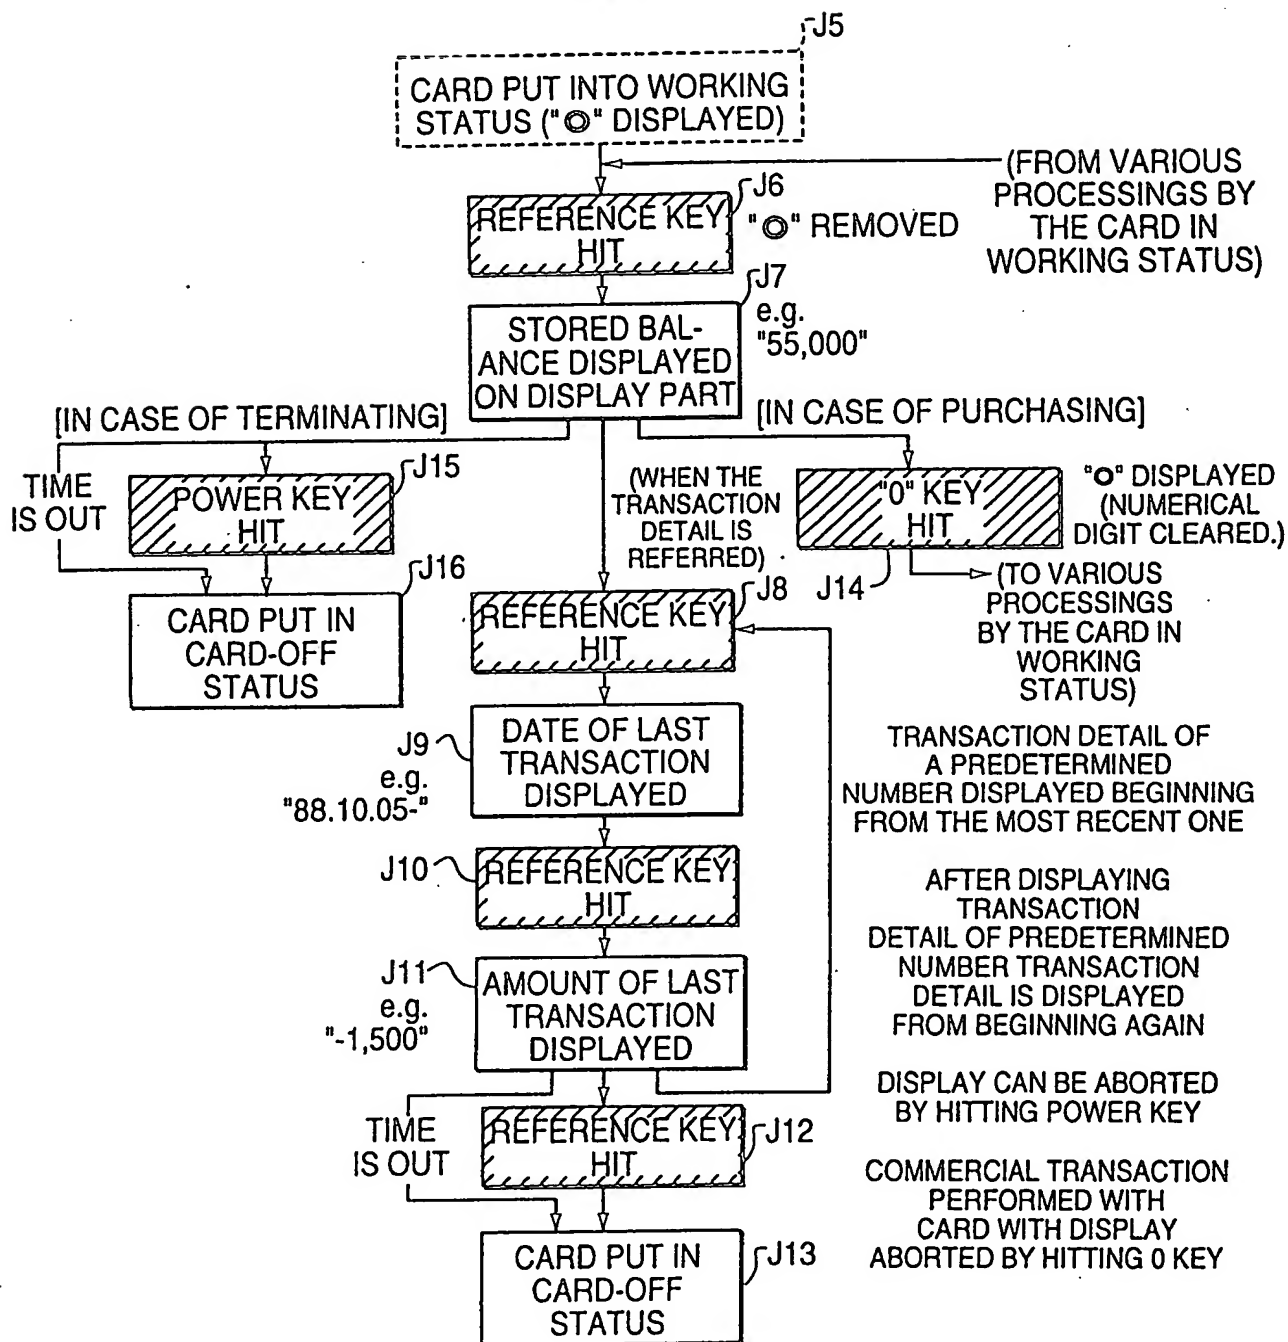 J5
CARD PUT INTO WORKING
STATUS ("◎" DISPLAYED)
(FROM VARIOUS
PROCESSINGS BY
THE CARD IN
WORKING STATUS)
J6
REFERENCE KEY
HIT
"◎" REMOVED
J7
e.g.
"55,000"
STORED BAL-
ANCE DISPLAYED
ON DISPLAY PART
[IN CASE OF TERMINATING]
[IN CASE OF PURCHASING]
TIME
IS OUT
J15
POWER KEY
HIT
J16
CARD PUT IN
CARD-OFF
STATUS
(WHEN THE
TRANSACTION
DETAIL IS
REFERRED)
"0" KEY
HIT
J14
"O" DISPLAYED
(NUMERICAL
DIGIT CLEARED.)
(TO VARIOUS
PROCESSINGS
BY THE CARD IN
WORKING
STATUS)
J8
REFERENCE KEY
HIT
J9
e.g.
"88.10.05-"
DATE OF LAST
TRANSACTION
DISPLAYED
J10
REFERENCE KEY
HIT
J11
e.g.
"-1,500"
AMOUNT OF LAST
TRANSACTION
DISPLAYED
TIME
IS OUT
REFERENCE KEY
HIT
J12
CARD PUT IN
CARD-OFF
STATUS
J13
TRANSACTION DETAIL OF
A PREDETERMINED
NUMBER DISPLAYED BEGINNING
FROM THE MOST RECENT ONE
AFTER DISPLAYING
TRANSACTION
DETAIL OF PREDETERMINED
NUMBER TRANSACTION
DETAIL IS DISPLAYED
FROM BEGINNING AGAIN
DISPLAY CAN BE ABORTED
BY HITTING POWER KEY
COMMERCIAL TRANSACTION
PERFORMED WITH
CARD WITH DISPLAY
ABORTED BY HITTING 0 KEY